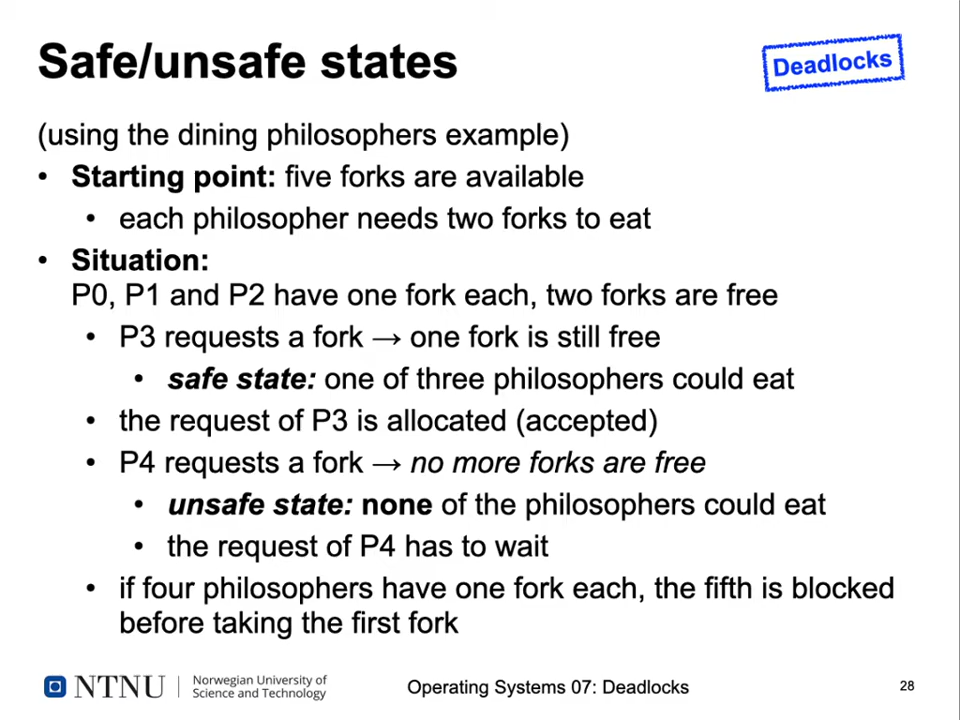 Safe/unsafe states
Deadlocks
(using the dining philosophers example)
• Starting point: five forks are available
• each philosopher needs two forks to eat
• Situation:
P0, P1 and P2 have one fork each, two forks are free
• P3 requests a fork → one fork is still free
• safe state: one of three philosophers could eat
• the request of P3 is allocated (accepted)
• P4 requests a fork → no more forks are free
• unsafe state: none of the philosophers could eat
• the request of P4 has to wait
• if four philosophers have one fork each, the fifth is blocked
before taking the first fork
NTNU
Norwegian University of
Science and Technology
Operating Systems 07: Deadlocks
28